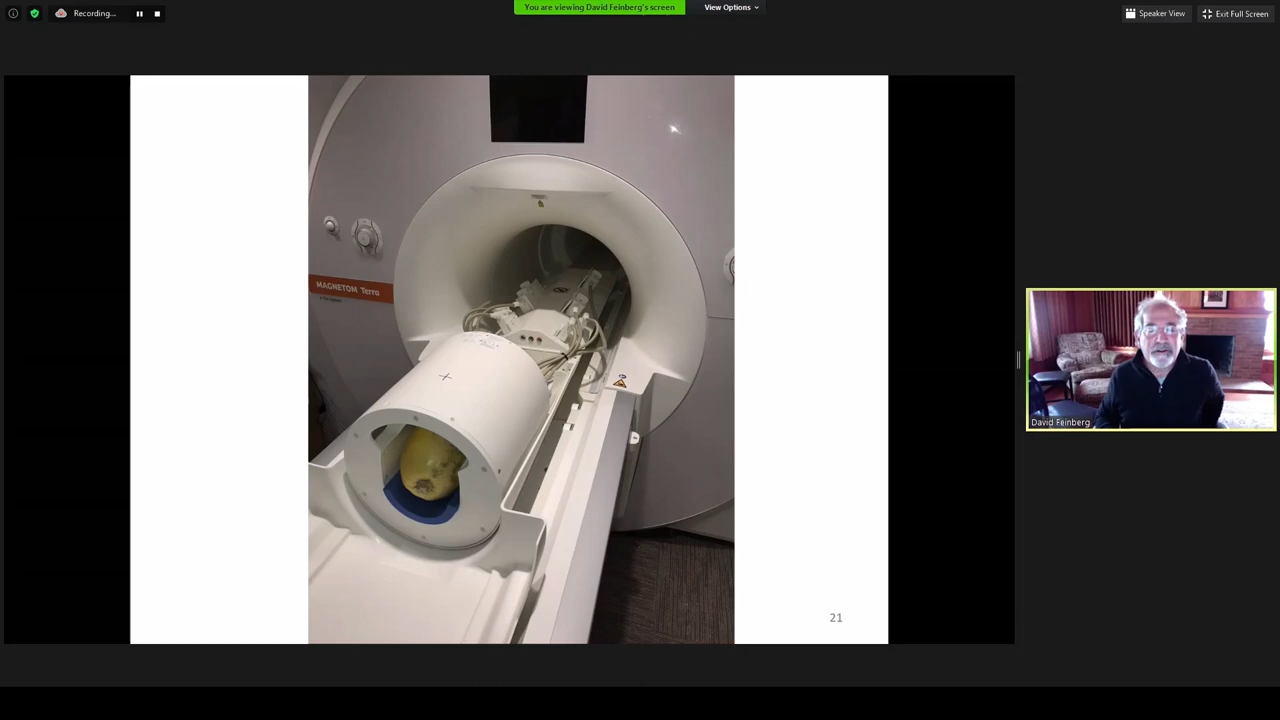 Recording...
You are viewing David Feinberg's screen
View Options
Speaker View
Exit Full Screen
MAGNETOM Terra
David Feinberg
21